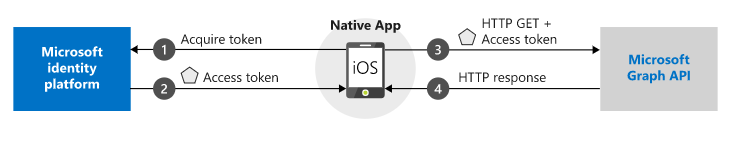 Native App
Microsoft
identity
platform
1
Acquire token
2
Access token
iOS
3
HTTP GET +
Access token
4
HTTP response
Microsoft
Graph API